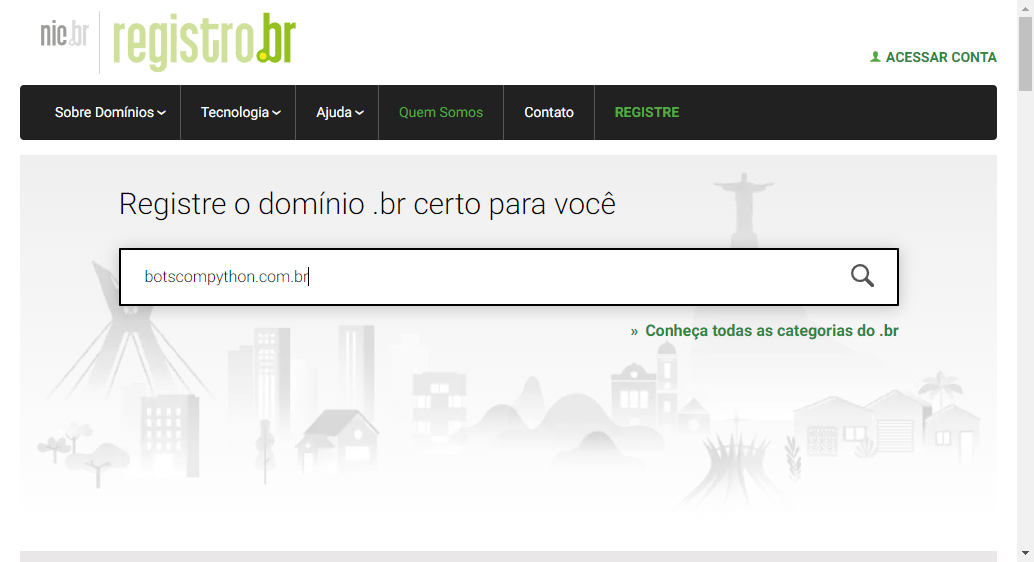 nic.br
registro.br
ACESSAR CONTA
Sobre Domínios
Tecnologia
Ajuda
Quem Somos
Contato
REGISTRE
Registre o domínio .br certo para você
botscompython.com.br
» Conheça todas as categorias do .br